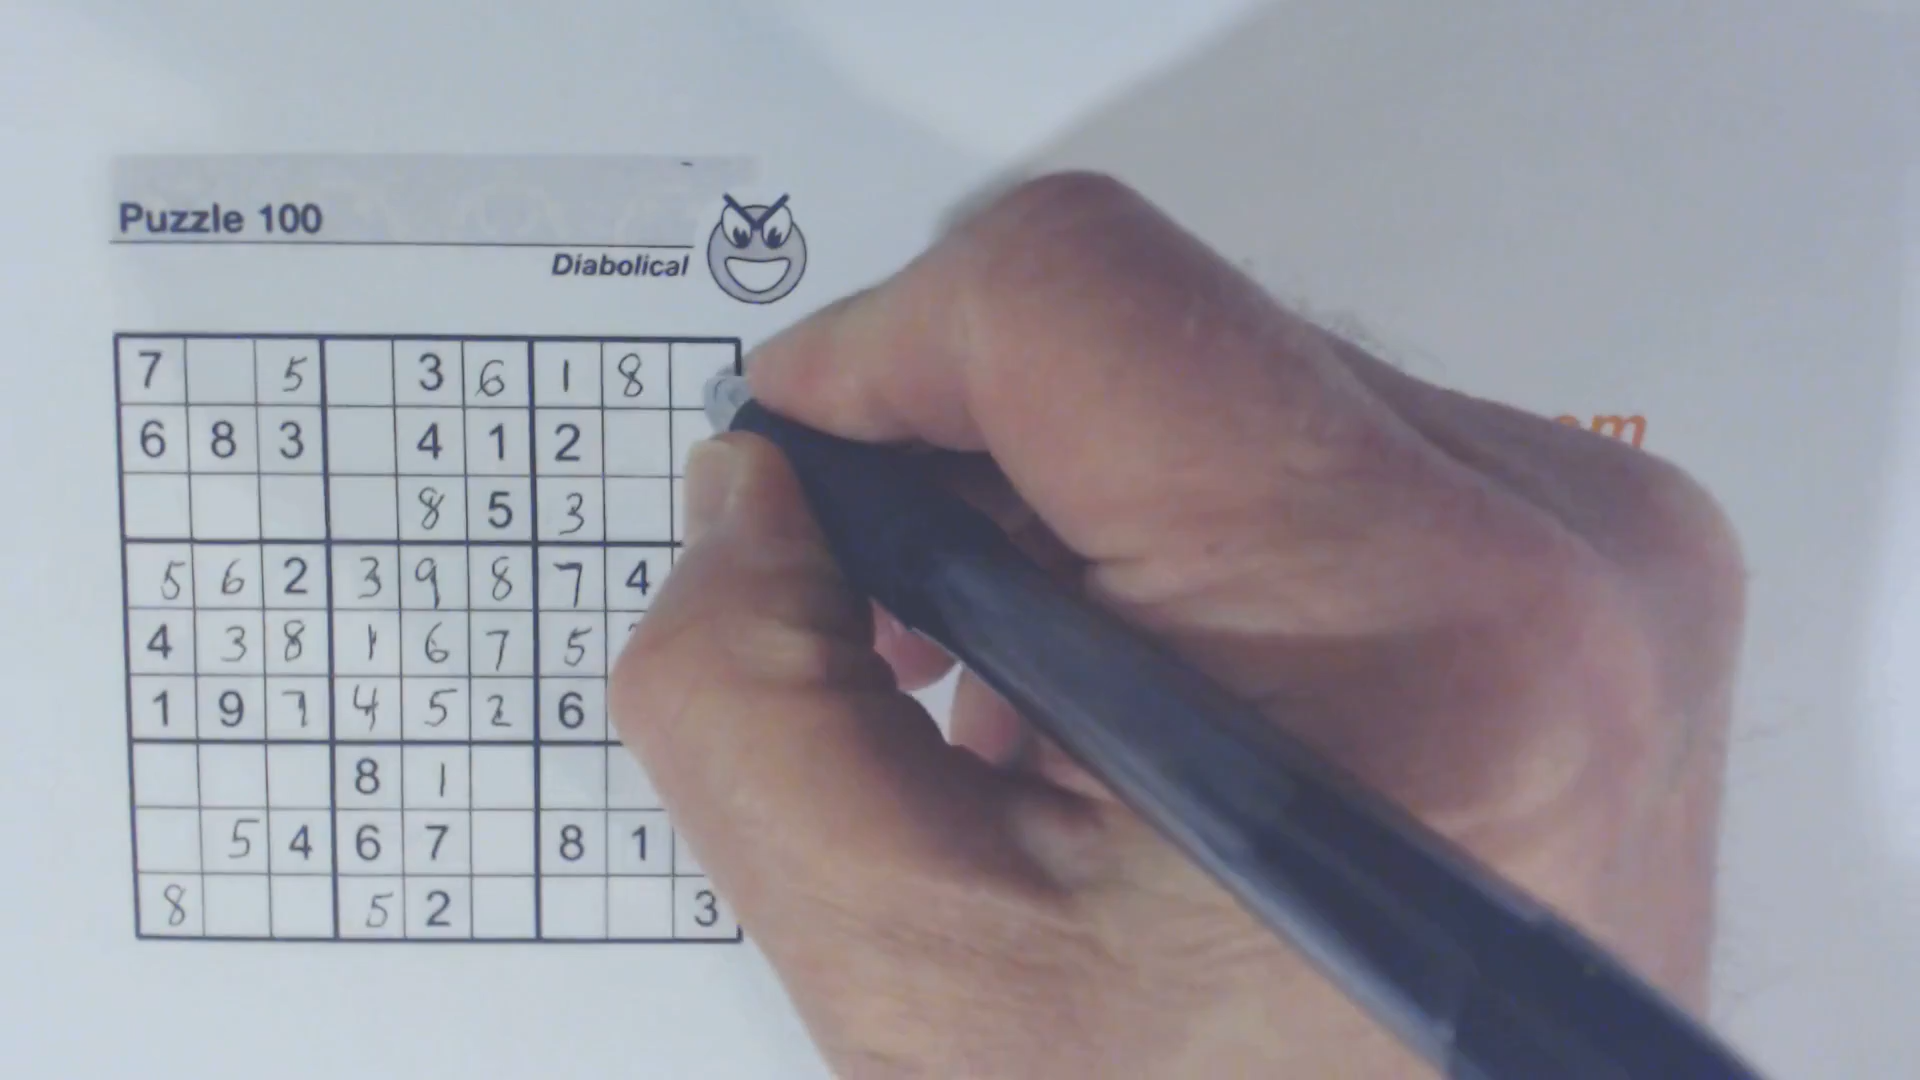 Puzzle 100
Diabolical
7 5 3 6 1 8
6 8 3 4 1 2
8 5 3
5 6 2 3 9 8 7 4
4 3 8 1 6 7 5
1 9 7 4 5 2 6
8 1
5 4 6 7 8 1
8 5 2 3
om